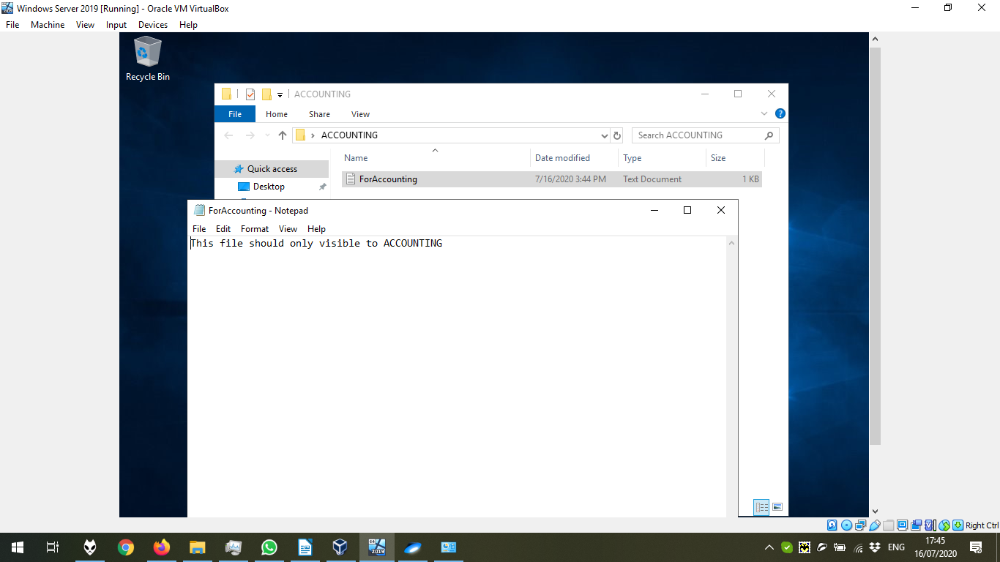 Windows Server 2019 [Running] - Oracle VM VirtualBox
File Machine View Input Devices Help
Recycle Bin
ACCOUNTING
File Home Share View
ACCOUNTING
Search ACCOUNTING
Name Date modified Type Size
Quick access
ForAccounting 7/16/2020 3:44 PM Text Document 1 KB
Desktop
ForAccounting - Notepad
File Edit Format View Help
This file should only visible to ACCOUNTING
Right Ctrl
64
2019
ENG
17:45
16/07/2020